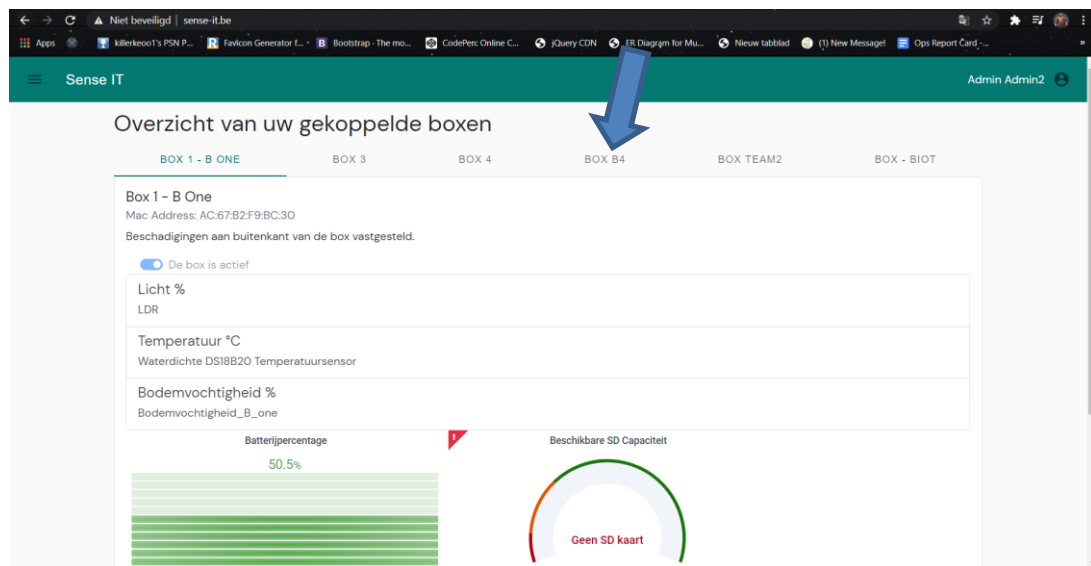 Niet beveiligd | sense-it.be
Apps killerkeoo1's PSN P... Favicon Generator f... Bootstrap - The mo... CodePen: Online C... jQuery CDN ER Diagram for Mu... Nieuw tabblad (1) New Message! Ops Report Card -... »
Sense IT Admin Admin2
Overzicht van uw gekoppelde boxen
BOX 1 - B ONE BOX 3 BOX 4 BOX B4 BOX TEAM2 BOX - BIOT
Box 1 - B One
Mac Address: AC:67:B2:F9:BC:30
Beschadigingen aan buitenkant van de box vastgesteld.
De box is actief
Licht %
LDR
Temperatuur °C
Waterdichte DS18B20 Temperatuursensor
Bodemvochtigheid %
Bodemvochtigheid_B_one
Batterijpercentage ! Beschikbare SD Capaciteit
50.5%
Geen SD kaart